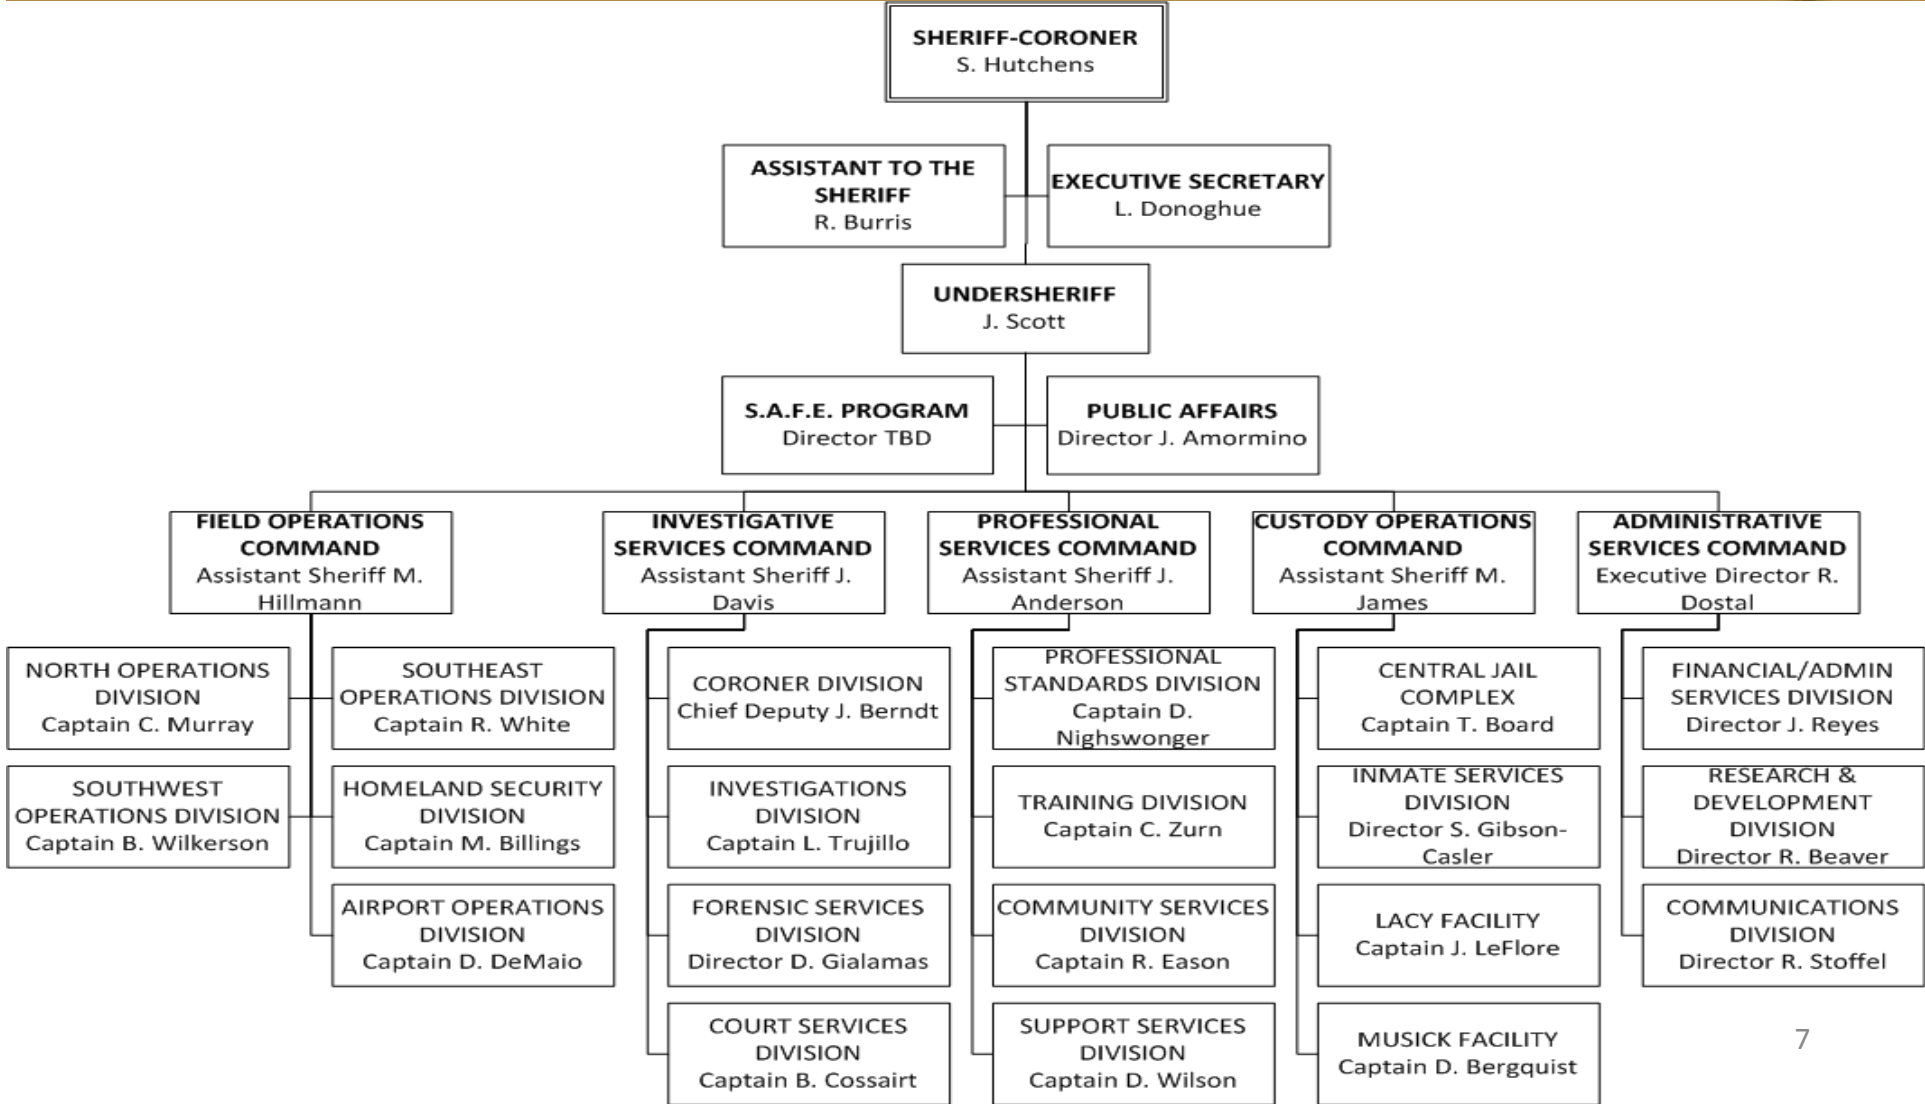 SHERIFF-CORONER
S. Hutchens
ASSISTANT TO THE
SHERIFF
R. Burris
EXECUTIVE SECRETARY
L. Donoghue
UNDERSHERIFF
J. Scott
S.A.F.E. PROGRAM
Director TBD
PUBLIC AFFAIRS
Director J. Amormino
FIELD OPERATIONS
COMMAND
Assistant Sheriff M.
Hillmann
INVESTIGATIVE
SERVICES COMMAND
Assistant Sheriff J.
Davis
PROFESSIONAL
SERVICES COMMAND
Assistant Sheriff J.
Anderson
CUSTODY OPERATIONS
COMMAND
Assistant Sheriff M.
James
ADMINISTRATIVE
SERVICES COMMAND
Executive Director R.
Dostal
NORTH OPERATIONS
DIVISION
Captain C. Murray
SOUTHEAST
OPERATIONS DIVISION
Captain R. White
CORONER DIVISION
Chief Deputy J. Berndt
PROFESSIONAL
STANDARDS DIVISION
Captain D.
Nighswonger
CENTRAL JAIL
COMPLEX
Captain T. Board
FINANCIAL/ADMIN
SERVICES DIVISION
Director J. Reyes
SOUTHWEST
OPERATIONS DIVISION
Captain B. Wilkerson
HOMELAND SECURITY
DIVISION
Captain M. Billings
INVESTIGATIONS
DIVISION
Captain L. Trujillo
TRAINING DIVISION
Captain C. Zurn
INMATE SERVICES
DIVISION
Director S. Gibson-
Casler
RESEARCH &
DEVELOPMENT
DIVISION
Director R. Beaver
AIRPORT OPERATIONS
DIVISION
Captain D. DeMaio
FORENSIC SERVICES
DIVISION
Director D. Gialamas
COMMUNITY SERVICES
DIVISION
Captain R. Eason
LACY FACILITY
Captain J. LeFlore
COMMUNICATIONS
DIVISION
Director R. Stoffel
COURT SERVICES
DIVISION
Captain B. Cossairt
SUPPORT SERVICES
DIVISION
Captain D. Wilson
MUSICK FACILITY
Captain D. Bergquist
7